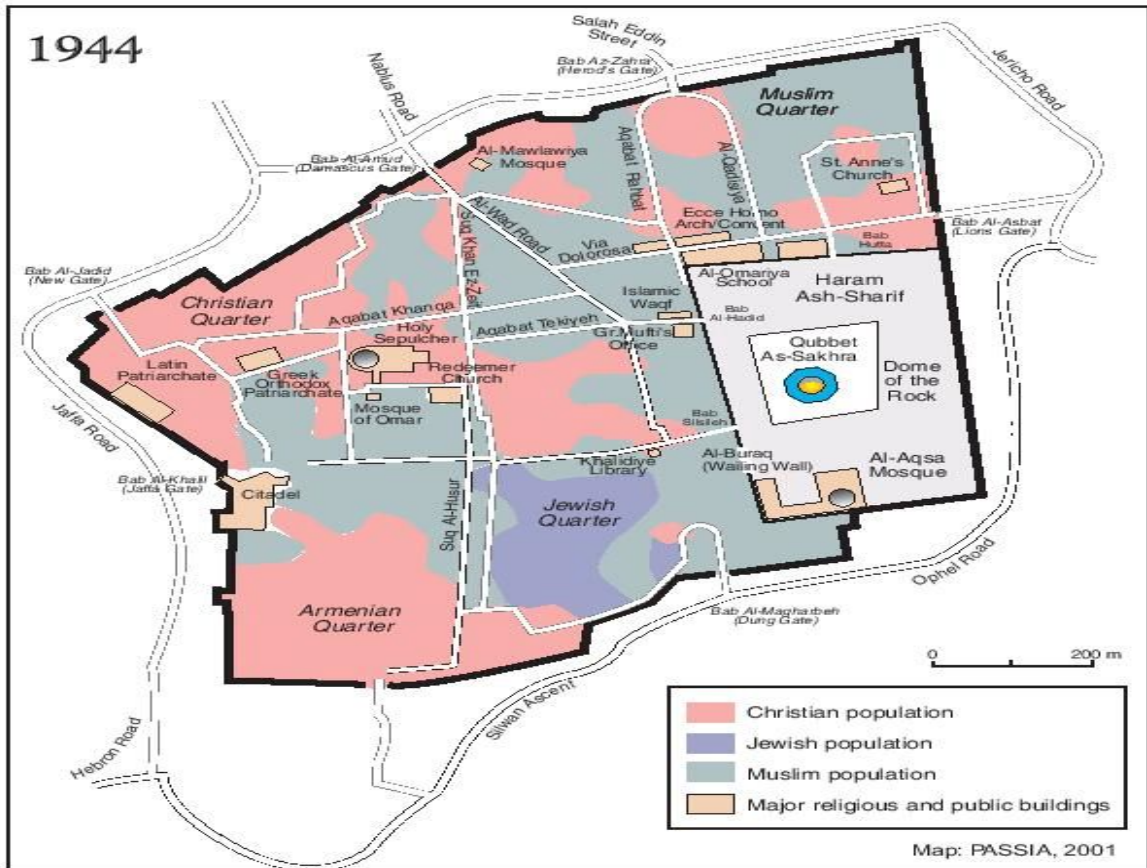 1944
Salah Eddin
Street
Bab Az-Zahra
(Herod's Gate)
Jericho Road
Nablus Road
Muslim
Quarter
Bab Al-Amud
(Damascus Gate)
Al-Mawlawiya
Mosque
Aqabat Rahbat
Al-Qadisiya
St. Anne's
Church
Al-Wad Road
Suq Khan Ez-Zeit
Ecce Homo
Arch/Convent
Via
Dolorosa
Bab
Hutta
Bab Al-Asbat
(Lions Gate)
Bab Al-Jadid
(New Gate)
Al-Omariya
School
Haram
Ash-Sharif
Christian
Quarter
Aqabat Khanqa
Islamic
Waqf
Bab
Al-Hadid
Holy
Sepulcher
Aqabat Tekiyeh
Gr.Mufti's
Office
Qubbet
As-Sakhra
Latin
Patriarchate
Greek
Orthodox
Patriarchate
Redeemer
Church
Dome
of the
Rock
Mosque
of Omar
Jaffa Road
Bab
Silsileh
Khalidiye
Library
Al-Buraq
(Wailing Wall)
Al-Aqsa
Mosque
Bab Al-Khalil
(Jaffa Gate)
Citadel
Suq Al-Husur
Jewish
Quarter
Ophel Road
Armenian
Quarter
Bab Al-Magharbeh
(Dung Gate)
Silwan Ascent
Hebron Road
0 200 m
Christian population
Jewish population
Muslim population
Major religious and public buildings
Map: PASSIA, 2001